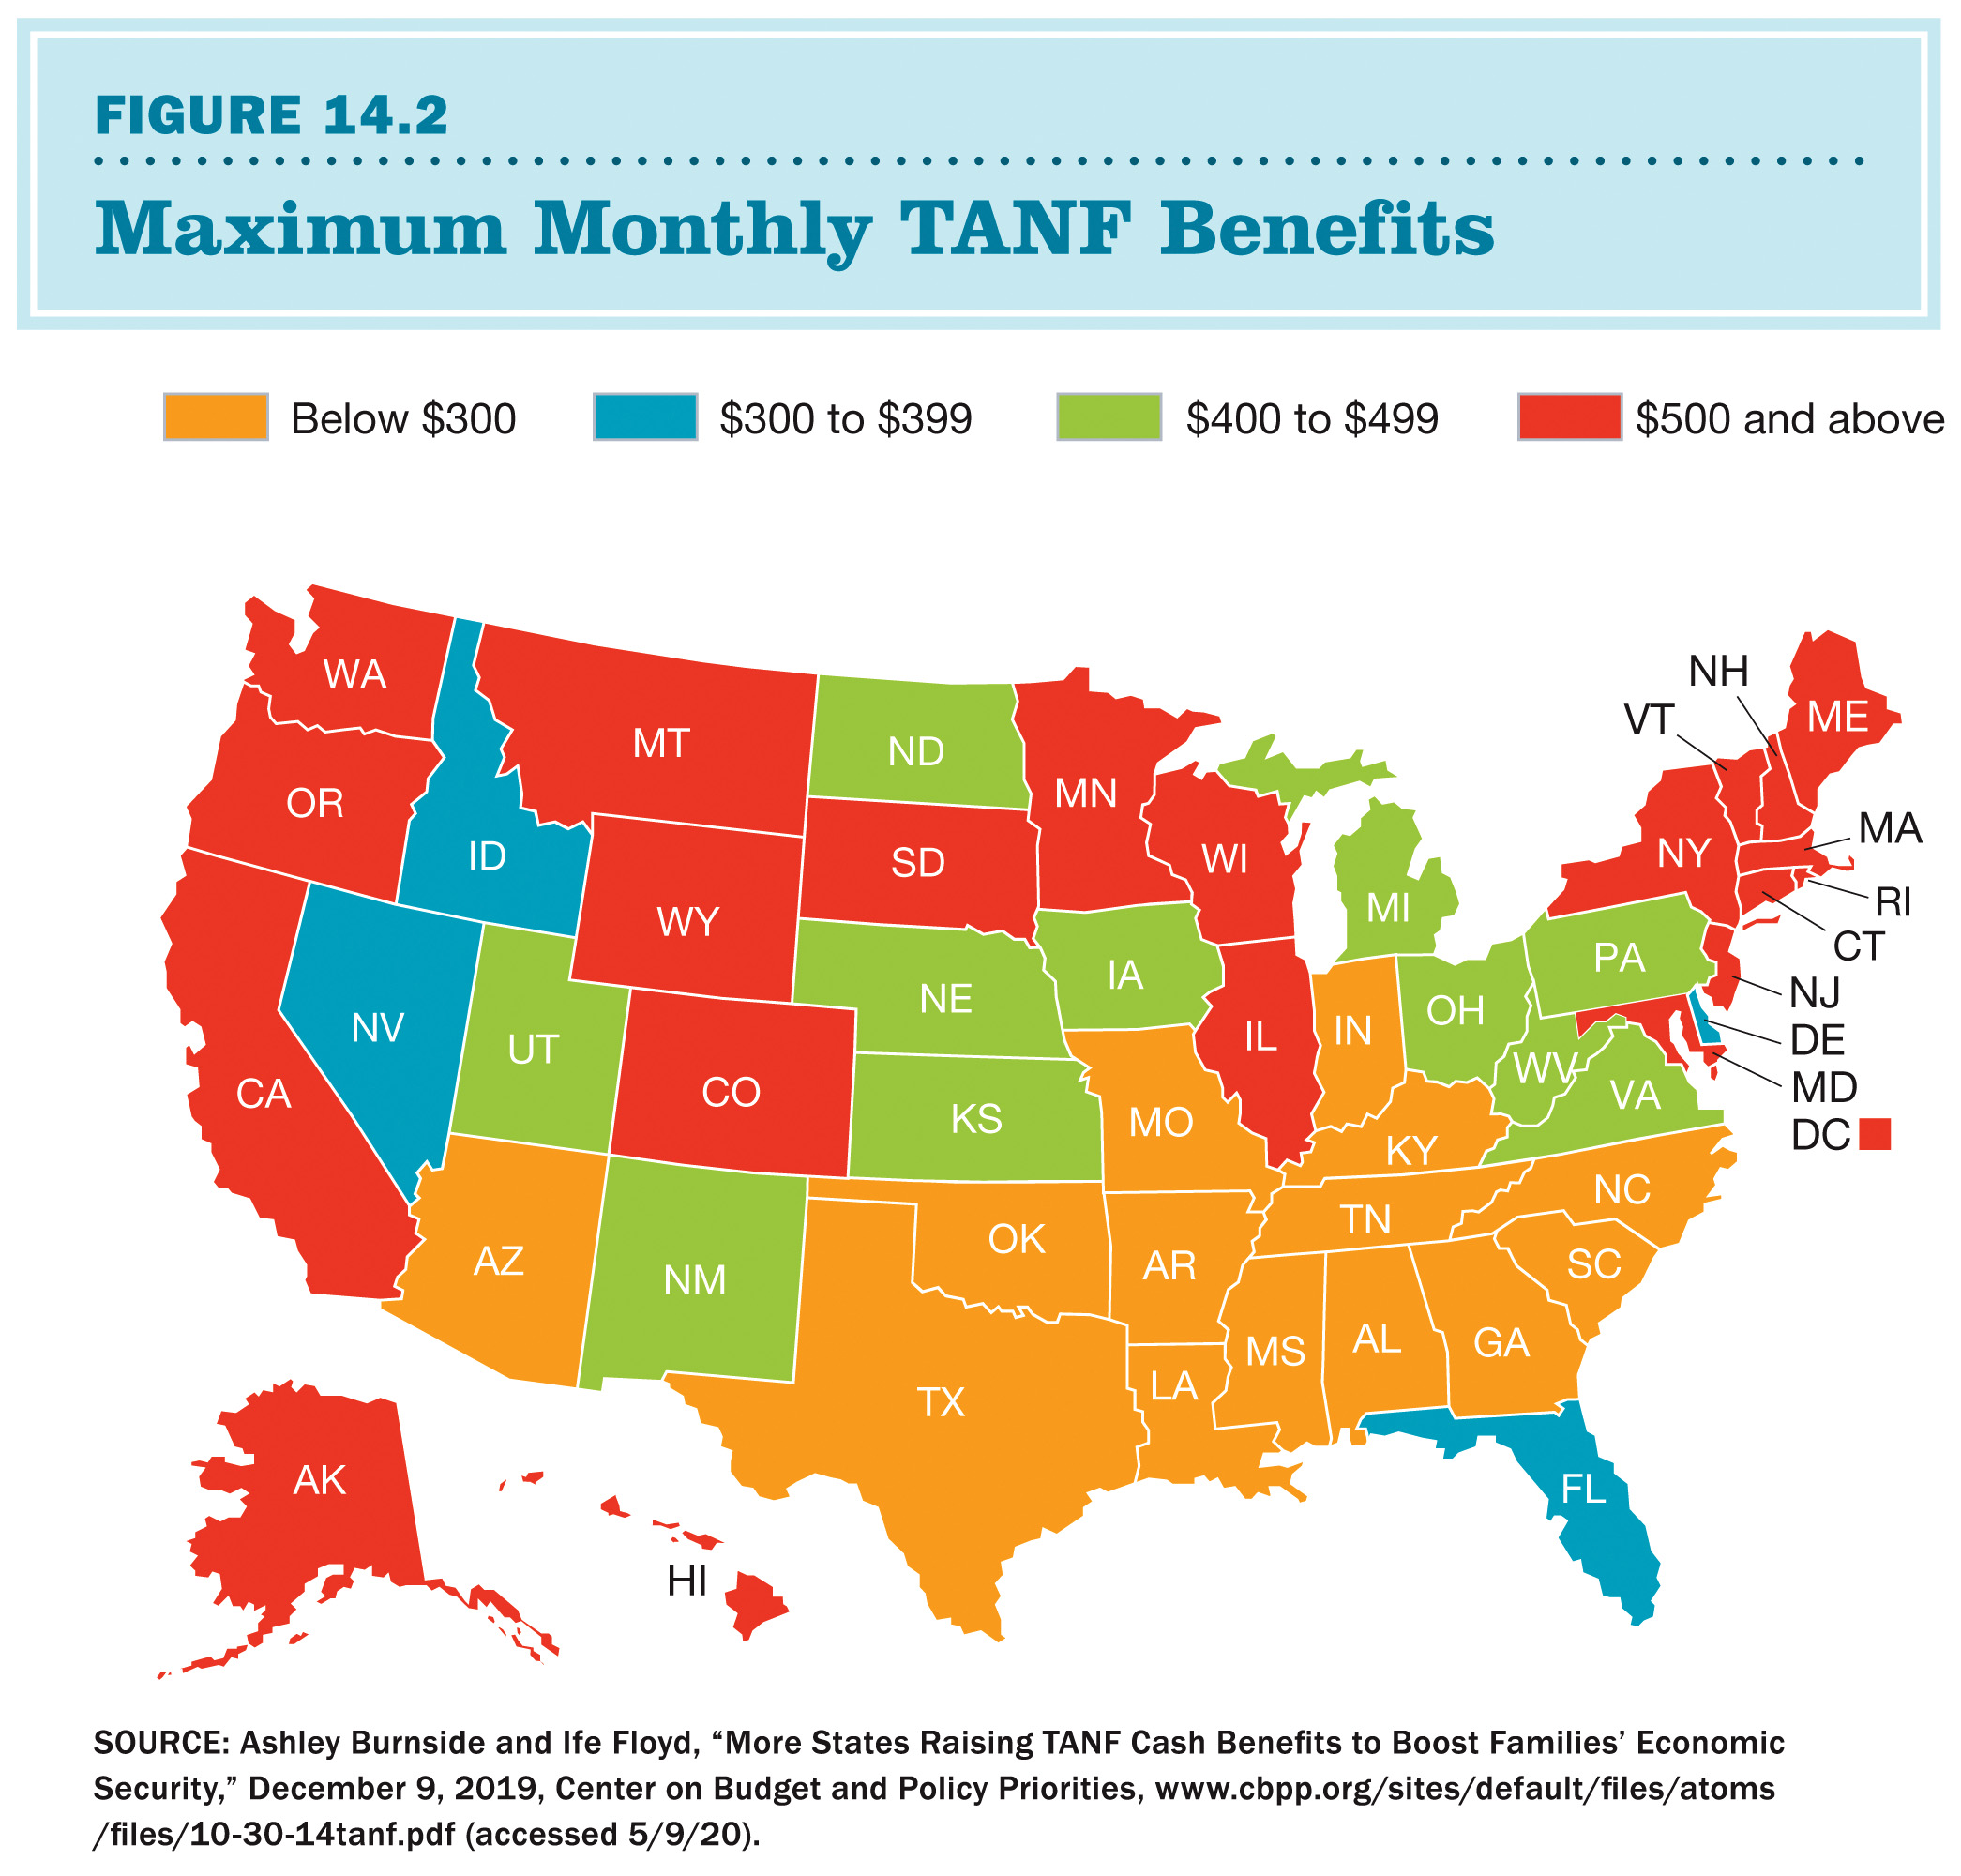 FIGURE 14.2
Maximum Monthly TANF Benefits
Below $300
$300 to $399
$400 to $499
$500 and above
WA
OR
CA
ID
NV
MT
WY
UT
CO
AZ
NM
ND
SD
NE
KS
OK
TX
MN
IA
MO
AR
LA
WI
IL
MI
IN
OH
KY
TN
MS
AL
GA
FL
SC
NC
VA
WV
PA
NY
VT
NH
ME
MA
RI
CT
NJ
DE
MD
DC
AK
HI
SOURCE: Ashley Burnside and Ife Floyd, “More States Raising TANF Cash Benefits to Boost Families’ Economic
Security,” December 9, 2019, Center on Budget and Policy Priorities, www.cbpp.org/sites/default/files/atoms
/files/10-30-14tanf.pdf (accessed 5/9/20).